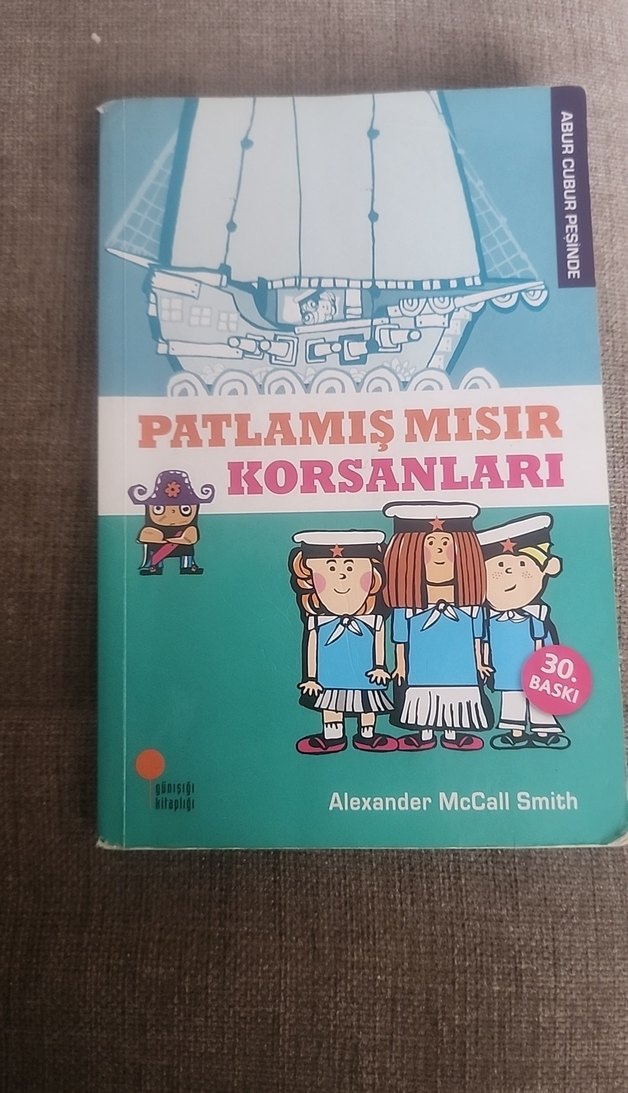 ABUR CUBUR PEŞİNDE
PATLAMIŞ MISIR
KORSANLARI
30.
BASKI
günışığı
kitaplığı
Alexander McCall Smith